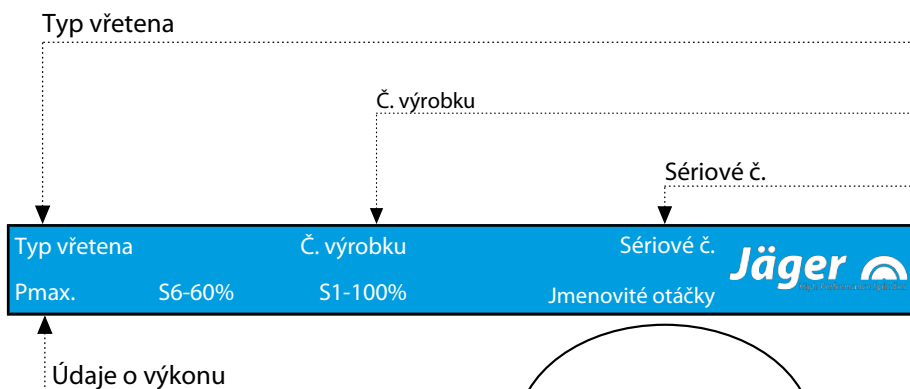 Typ vřetena
Č. výrobku
Sériové č.
Typ vřetena Č. výrobku Sériové č.
Jäger
Pmax. S6-60% S1-100% Jmenovité otáčky
Údaje o výkonu